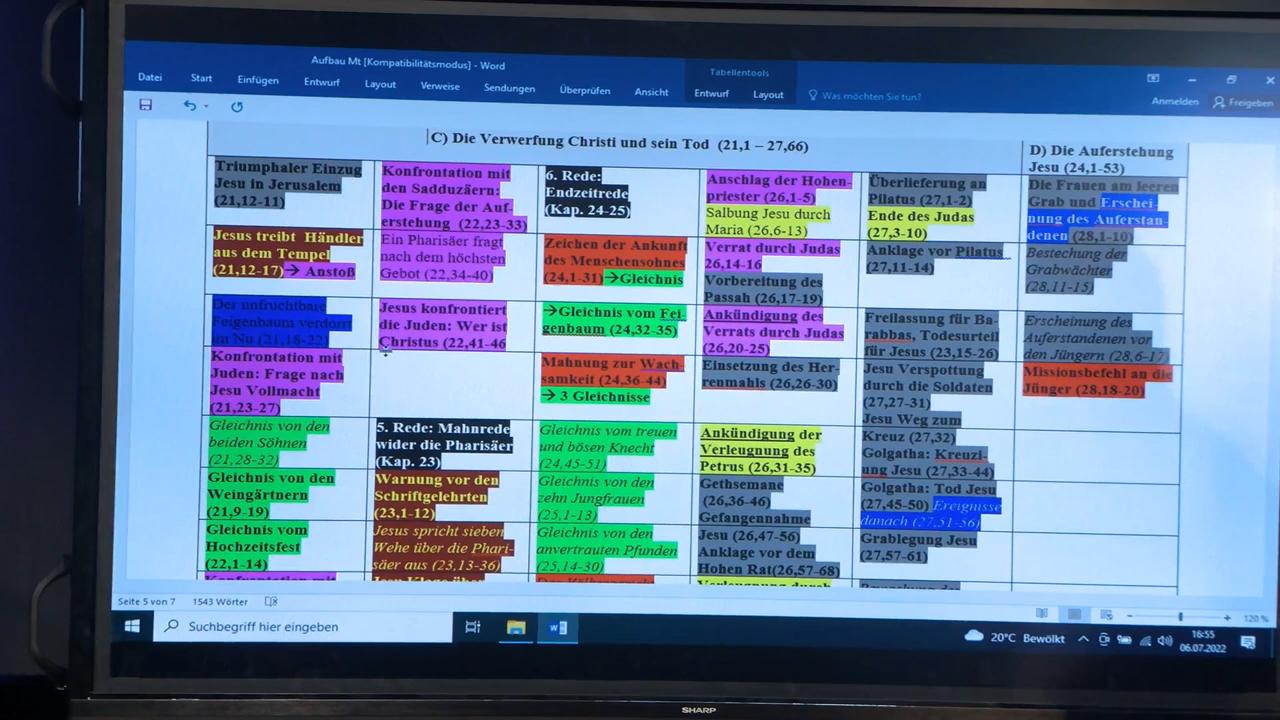 Aufbau Mt [Kompatibilitätsmodus] - Word
Tabellentools
Datei Start Einfügen Entwurf Layout Verweise Sendungen Überprüfen Ansicht Entwurf Layout Was möchten Sie tun?
Anmelden Freigeben
C) Die Verwerfung Christi und sein Tod (21,1 – 27,66)
D) Die Auferstehung
Jesu (24,1-53)
Triumphaler Einzug
Jesu in Jerusalem
(21,12-11)
Konfrontation mit
den Sadduzäern:
Die Frage der Auf-
erstehung (22,23-33)
6. Rede:
Endzeitrede
(Kap. 24-25)
Anschlag der Hohen-
priester (26,1-5)
Salbung Jesu durch
Maria (26,6-13)
Überlieferung an
Pilatus (27,1-2)
Ende des Judas
(27,3-10)
Die Frauen am leeren
Grab und Erschei-
nung des Auferstan-
denen (28,1-10)
Jesus treibt Händler
aus dem Tempel
(21,12-17)→ Anstoß
Ein Pharisäer fragt
nach dem höchsten
Gebot (22,34-40)
Zeichen der Ankunft
des Menschensohnes
(24,1-31) →Gleichnis
Verrat durch Judas
26,14-16
Vorbereitung des
Passah (26,17-19)
Anklage vor Pilatus
(27,11-14)
Bestechung der
Grabwächter
(28,11-15)
Der unfruchtbare
Feigenbaum verdorrt
im Nu (21,18-22)
Jesus konfrontiert
die Juden: Wer ist
Christus (22,41-46
→Gleichnis vom Fei-
genbaum (24,32-35)
Ankündigung des
Verrats durch Judas
(26,20-25)
Freilassung für Ba-
rabbas, Todesurteil
für Jesus (23,15-26)
Erscheinung des
Auferstandenen vor
den Jüngern (28,6-17
Konfrontation mit
Juden: Frage nach
Jesu Vollmacht
(21,23-27)
Mahnung zur Wach-
samkeit (24,36-44)
→ 3 Gleichnisse
Einsetzung des Her-
renmahls (26,26-30)
Jesu Verspottung
durch die Soldaten
(27,27-31)
Jesu Weg zum
Kreuz (27,32)
Missionsbefehl an die
Jünger (28,18-20)
Gleichnis von den
beiden Söhnen
(21,28-32)
5. Rede: Mahnrede
wider die Pharisäer
(Kap. 23)
Gleichnis vom treuen
und bösen Knecht
(24,45-51)
Ankündigung der
Verleugnung des
Petrus (26,31-35)
Golgatha: Kreuzi-
ung Jesu (27,33-44)
Gleichnis von den
Weingärtnern
(21,9-19)
Warnung vor den
Schriftgelehrten
(23,1-12)
Gleichnis von den
zehn Jungfrauen
(25,1-13)
Gethsemane
(26,36-46)
Gefangennahme
Jesu (26,47-56)
Golgatha: Tod Jesu
(27,45-50) Ereignisse
danach (27,51-56)
Gleichnis vom
Hochzeitsfest
(22,1-14)
Jesus spricht sieben
Wehe über die Phari-
säer aus (23,13-36)
Gleichnis von den
anvertrauten Pfunden
(25,14-30)
Anklage vor dem
Hohen Rat(26,57-68)
Grablegung Jesu
(27,57-61)
Seite 5 von 7 1543 Wörter
120 %
Suchbegriff hier eingeben
20°C Bewölkt
16:55
06.07.2022
SHARP